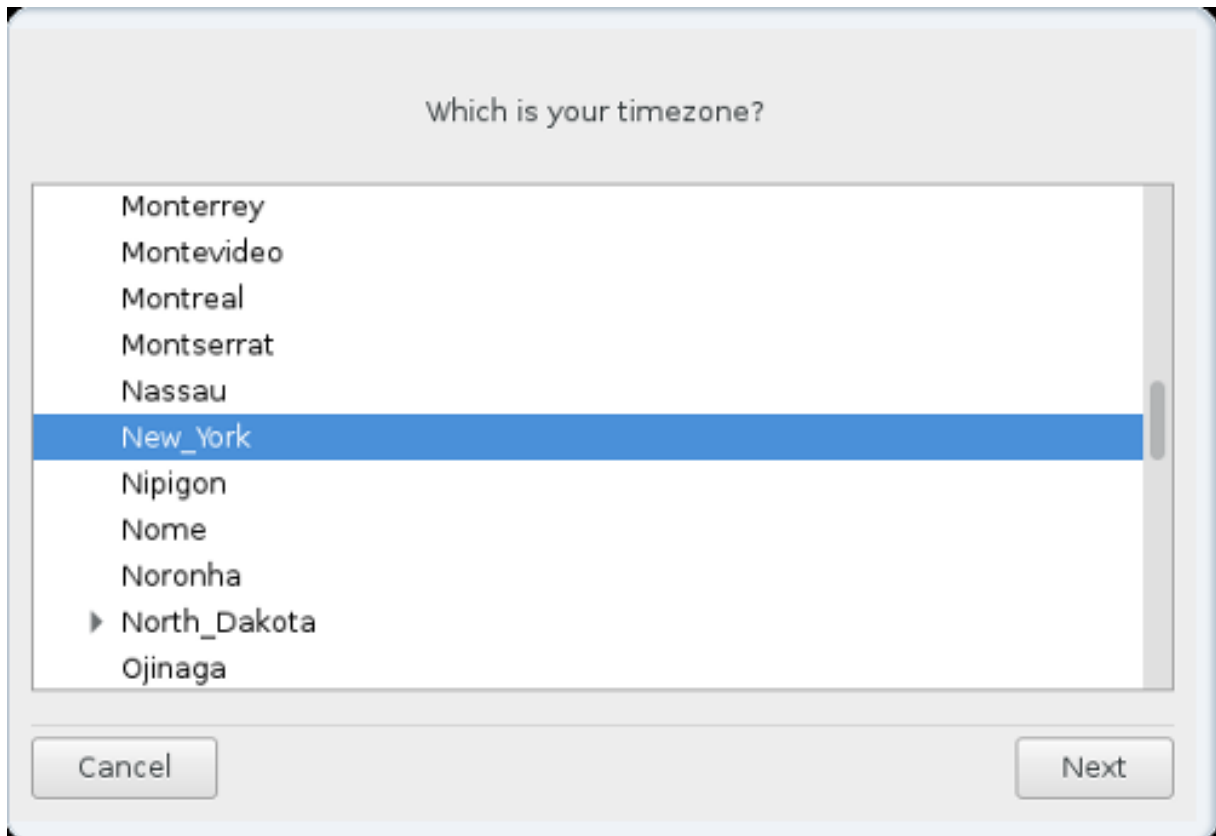 Which is your timezone?
Monterrey
Montevideo
Montreal
Montserrat
Nassau
New_York
Nipigon
Nome
Noronha
North_Dakota
Ojinaga
Cancel
Next